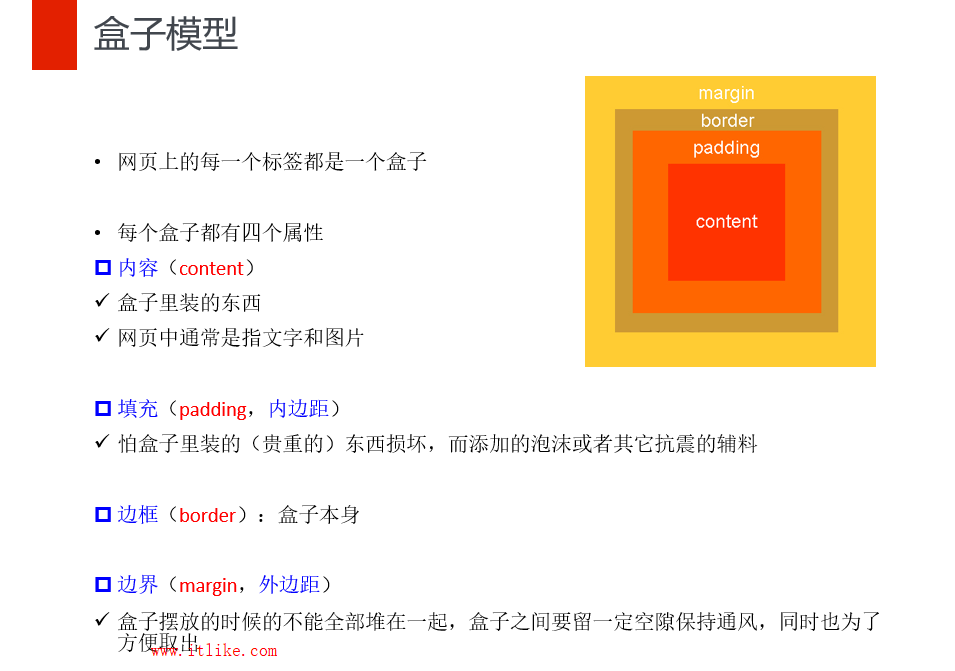 盒子模型
margin
border
padding
content
• 网页上的每一个标签都是一个盒子
• 每个盒子都有四个属性
内容（content）
✓ 盒子里装的东西
✓ 网页中通常是指文字和图片
填充（padding，内边距）
✓ 怕盒子里装的（贵重的）东西损坏，而添加的泡沫或者其它抗震的辅料
边框（border）：盒子本身
边界（margin，外边距）
✓ 盒子摆放的时候的不能全部堆在一起，盒子之间要留一定空隙保持通风，同时也为了
方便取出
www.itlike.com